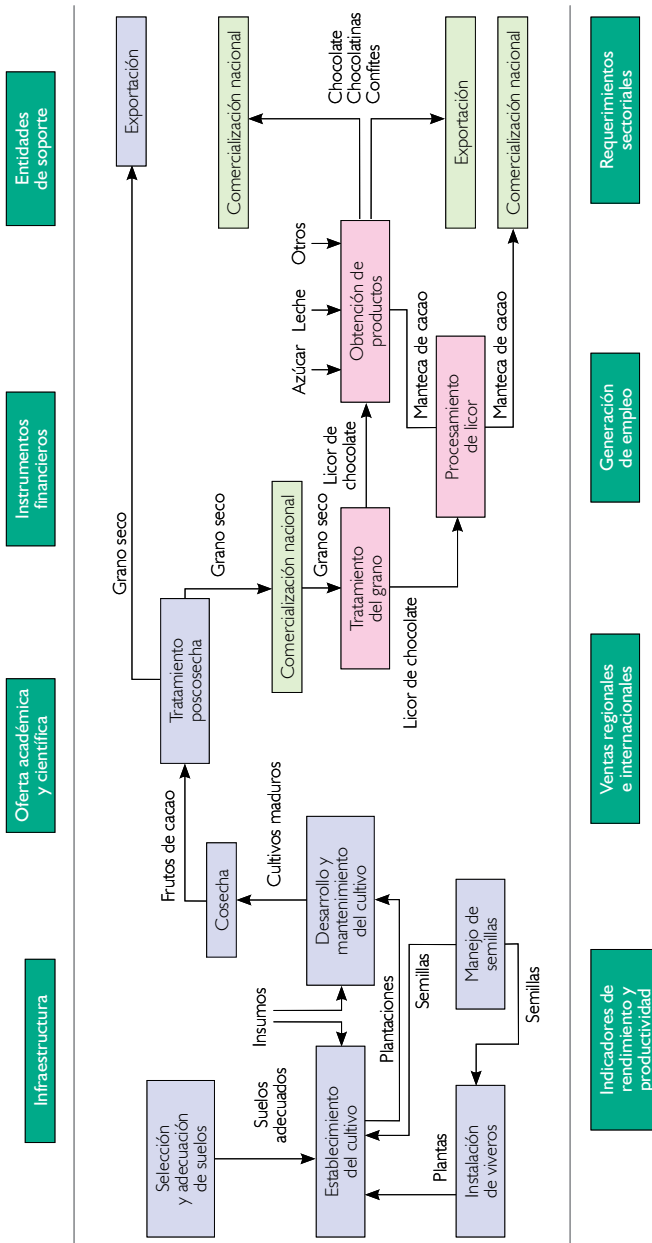 Infraestructura
Oferta académica
y científica
Instrumentos
financieros
Entidades
de soporte
Selección
y adecuación
de suelos
Suelos
adecuados
Insumos
Establecimiento
del cultivo
Plantaciones
Semillas
Plantas
Instalación
de viveros
Semillas
Manejo de
semillas
Desarrollo y
mantenimiento
del cultivo
Cultivos maduros
Cosecha
Frutos de cacao
Tratamiento
poscosecha
Grano seco
Exportación
Grano seco
Comercialización nacional
Grano seco
Tratamiento
del grano
Licor de
chocolate
Licor de chocolate
Azúcar
Leche
Otros
Obtención de
productos
Manteca de cacao
Procesamiento
de licor
Manteca de cacao
Chocolate
Chocolatinas
Confites
Comercialización nacional
Exportación
Comercialización nacional
Indicadores de
rendimiento y
productividad
Ventas regionales
e internacionales
Generación
de empleo
Requerimientos
sectoriales